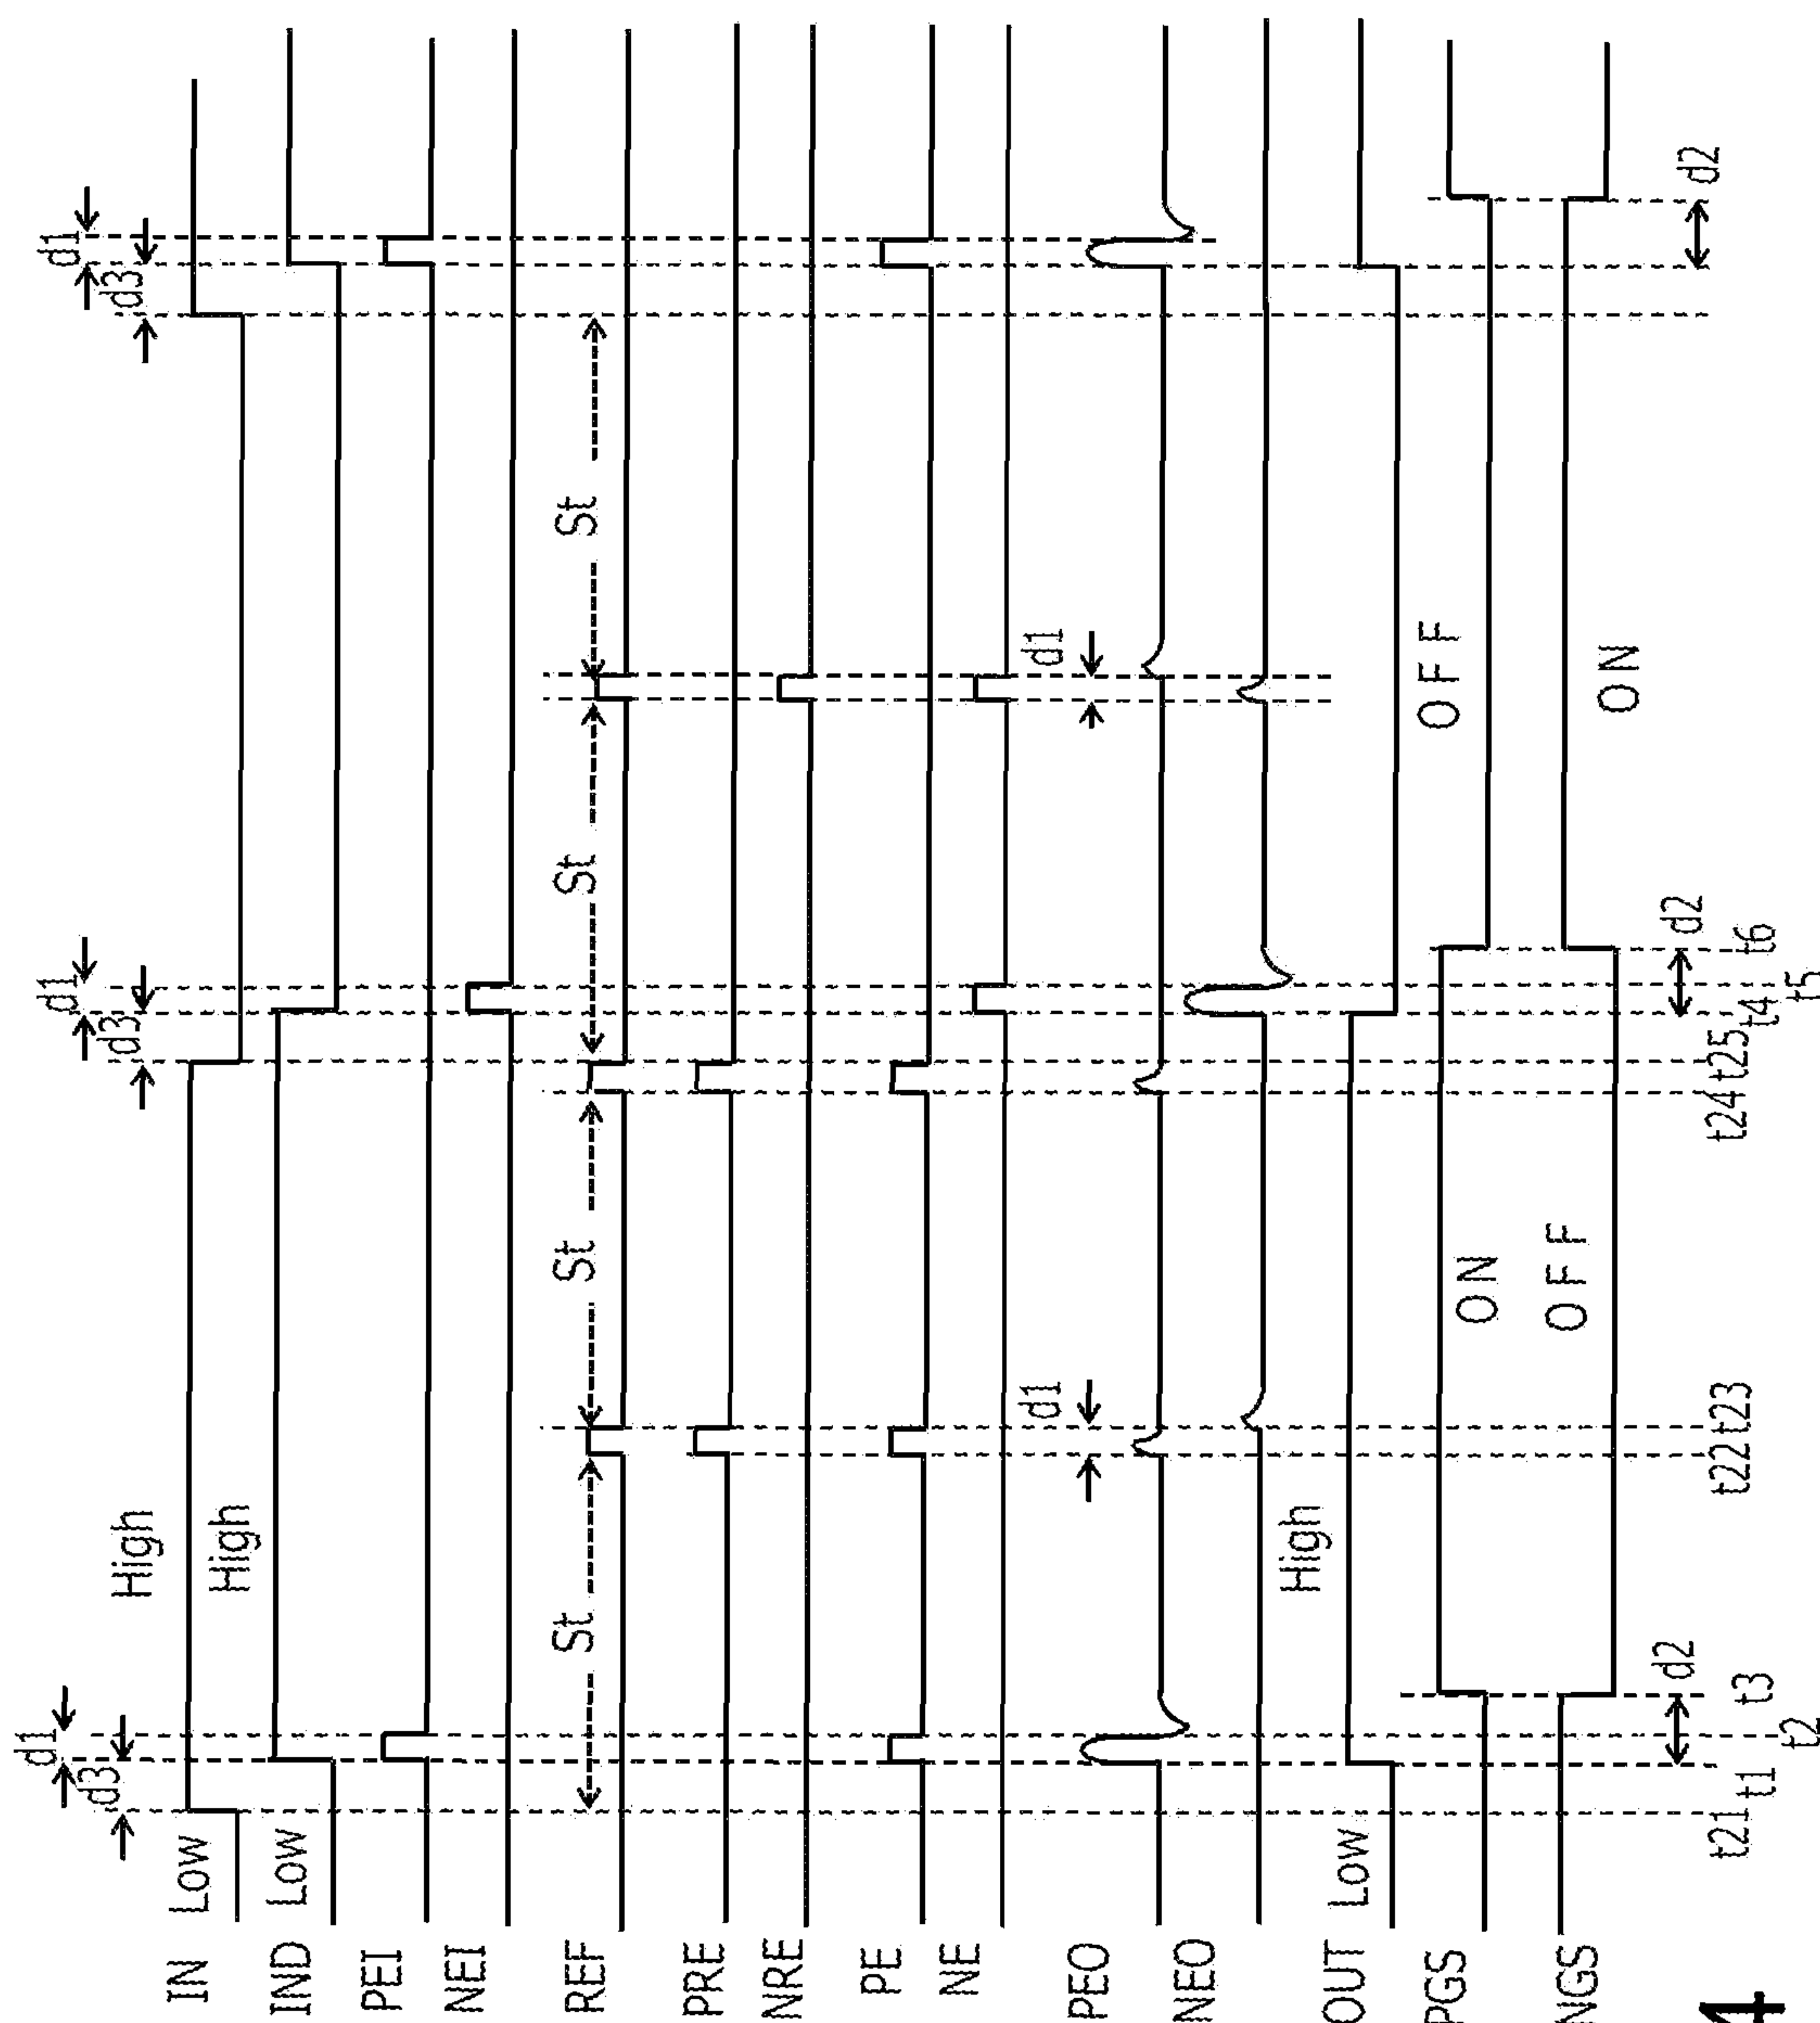 d1
d1
d1
d3
d3
d3
IN
Low
High
IND
Low
High
PEI
NEI
REF
St
St
St
St
PRE
NRE
PE
NE
d1
d1
PEO
NEO
High
OUT
Low
PGS
ON
OFF
NGS
OFF
ON
d2
d2
d2
t21
t1
t2
t3
t22
t23
t24
t25
t4
t5
t6
4